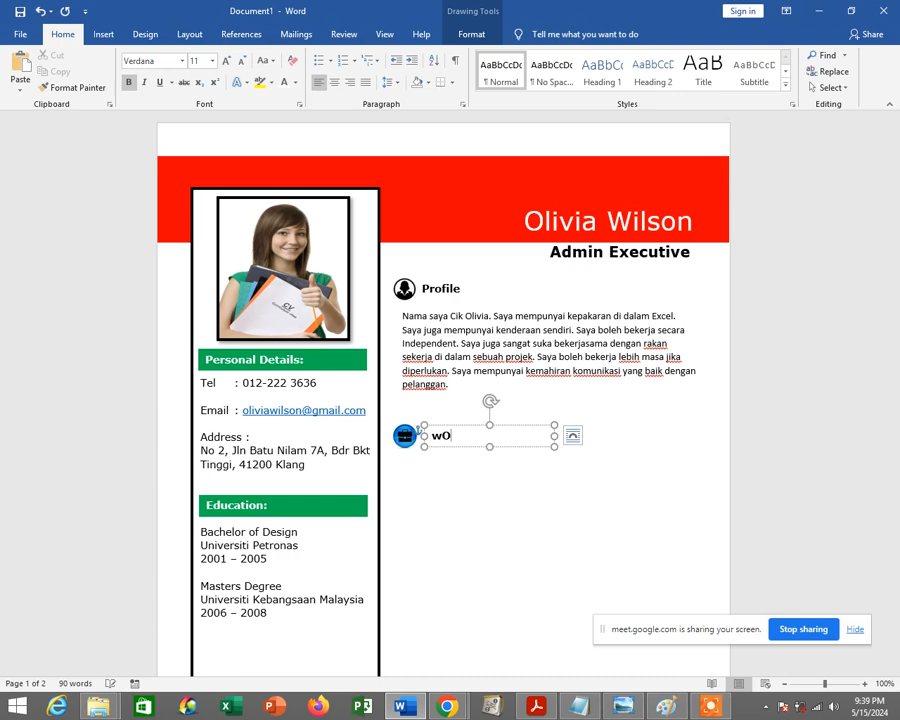 Document1 - Word
Drawing Tools
Sign in
File Home Insert Design Layout References Mailings Review View Help Format Tell me what you want to do Share
Paste
Cut
Copy
Format Painter
Clipboard
Verdana 11
Font
Paragraph
AaBbCcDc AaBbCcDc AaBbCc AaBbCcC AaB AaBbCcC
¶ Normal ¶ No Spac... Heading 1 Heading 2 Title Subtitle
Styles
Find
Replace
Select
Editing
Olivia Wilson
Admin Executive
CV
Personal Details:
Tel : 012-222 3636
Email : oliviawilson@gmail.com
Address :
No 2, Jln Batu Nilam 7A, Bdr Bkt
Tinggi, 41200 Klang
Education:
Bachelor of Design
Universiti Petronas
2001 – 2005
Masters Degree
Universiti Kebangsaan Malaysia
2006 – 2008
Profile
Nama saya Cik Olivia. Saya mempunyai kepakaran di dalam Excel.
Saya juga mempunyai kenderaan sendiri. Saya boleh bekerja secara
Independent. Saya juga sangat suka bekerjasama dengan rakan
sekerja di dalam sebuah projek. Saya boleh bekerja lebih masa jika
diperlukan. Saya mempunyai kemahiran komunikasi yang baik dengan
pelanggan.
wO
meet.google.com is sharing your screen. Stop sharing Hide
Page 1 of 2 90 words 100%
9:39 PM
5/15/2024